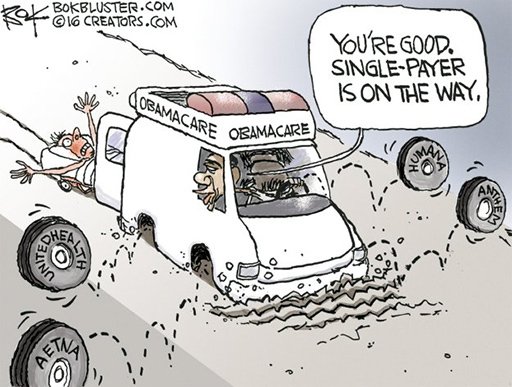 BOK
BOKBLUSTER.COM
©16 CREATORS.COM
YOU'RE GOOD.
SINGLE-PAYER
IS ON THE WAY.
OBAMACARE OBAMACARE
HUMANA
ANTHEM
UNITEDHEALTH
AETNA